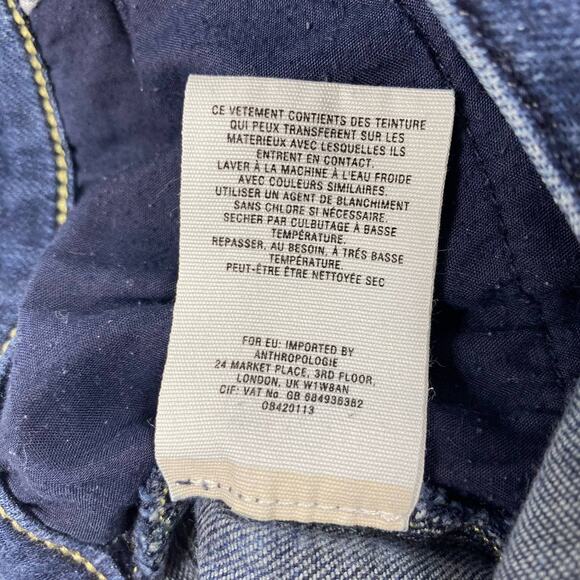 CE VETEMENT CONTIENTS DES TEINTURE
QUI PEUX TRANSFERENT SUR LES
MATERIEUX AVEC LESQUELLES ILS
ENTRENT EN CONTACT.
LAVER À LA MACHINE À L'EAU FROIDE
AVEC COULEURS SIMILAIRES.
UTILISER UN AGENT DE BLANCHIMENT
SANS CHLORE SI NÉCESSAIRE.
SECHER PAR CULBUTAGE À BASSE
TEMPÉRATURE.
REPASSER, AU BESOIN, À TRÉS BASSE
TEMPÉRATURE.
PEUT-ÊTRE ÊTRE NETTOYÉE SEC
FOR EU: IMPORTED BY
ANTHROPOLOGIE
24 MARKET PLACE, 3RD FLOOR,
LONDON, UK W1W8AN
CIF: VAT No. GB 684936382
OB420113